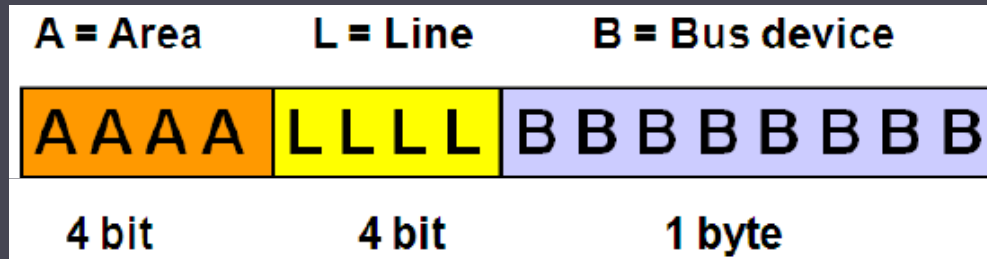 A = Area L = Line B = Bus device
A A A A L L L L B B B B B B B B
4 bit 4 bit 1 byte